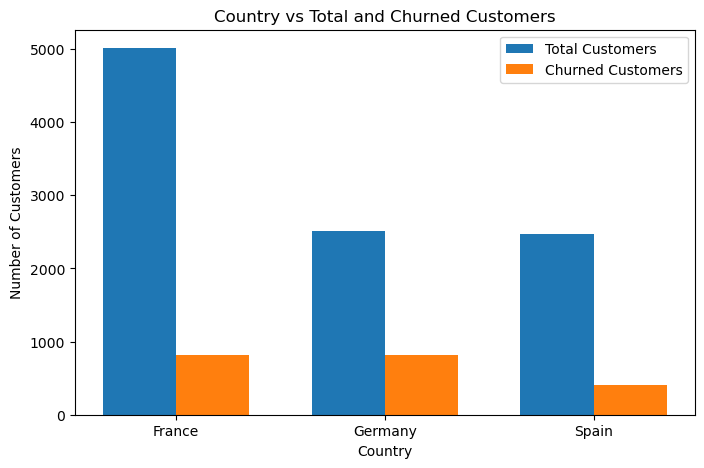 Country vs Total and Churned Customers
Total Customers
Churned Customers
Number of Customers
5000
4000
3000
2000
1000
0
France
Germany
Spain
Country